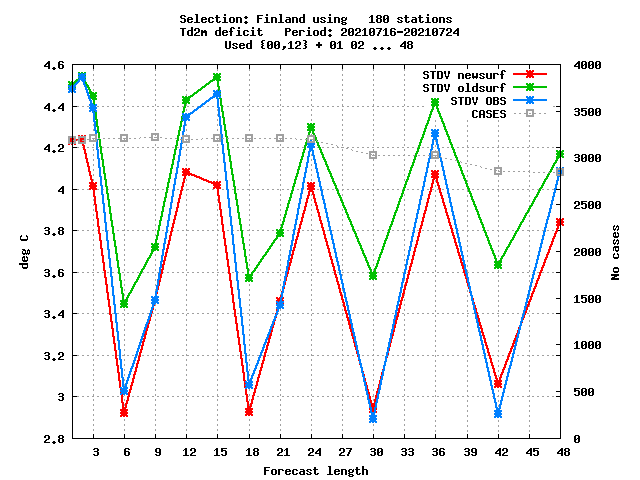 Selection: Finland using   180 stations
Td2m deficit   Period: 20210716-20210724
Used {00,12} + 01 02 ... 48
STDV newsurf
STDV oldsurf
STDV OBS
CASES
4.6
4.4
4.2
4
3.8
3.6
3.4
3.2
3
2.8
deg C
4000
3500
3000
2500
2000
1500
1000
500
0
No cases
3 6 9 12 15 18 21 24 27 30 33 36 39 42 45 48
Forecast length